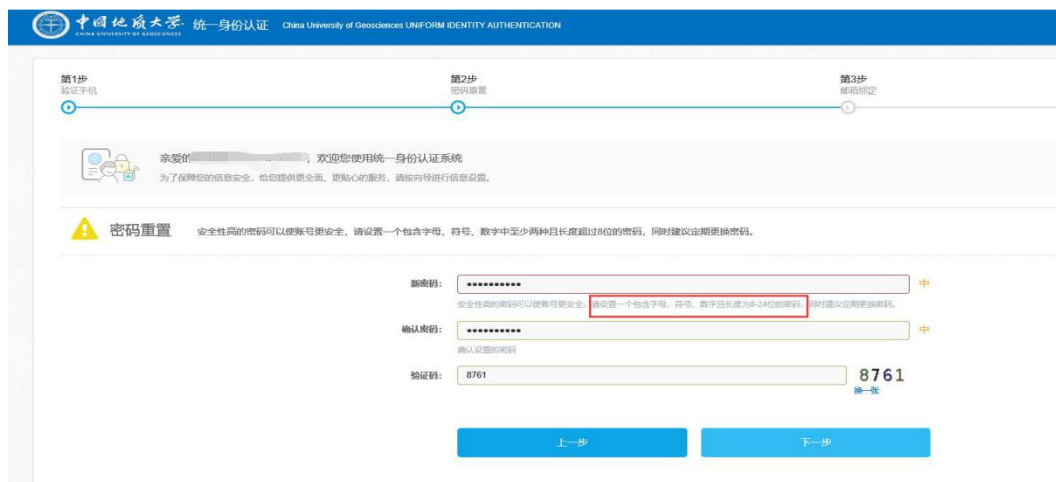 中国地质大学 统一身份认证 China University of Geosciences UNIFORM IDENTITY AUTHENTICATION
CHINA UNIVERSITY OF GEOSCIENCES
第1步 第2步 第3步
验证手机 密码重置 邮箱绑定
亲爱的 ，欢迎您使用统一身份认证系统
为了保障您的信息安全，给您提供更全面、更贴心的服务，请按向导进行信息设置。
密码重置 安全性高的密码可以使账号更安全，请设置一个包含字母、符号、数字中至少两种且长度超过8位的密码，同时建议定期更换密码。
新密码: •••••••••• 中
安全性高的密码可以使账号更安全，请设置一个包含字母、符号、数字且长度为8-24位的密码，同时建议定期更换密码。
确认密码: •••••••••• 中
确认设置的密码
验证码: 8761 8761
换一张
上一步 下一步